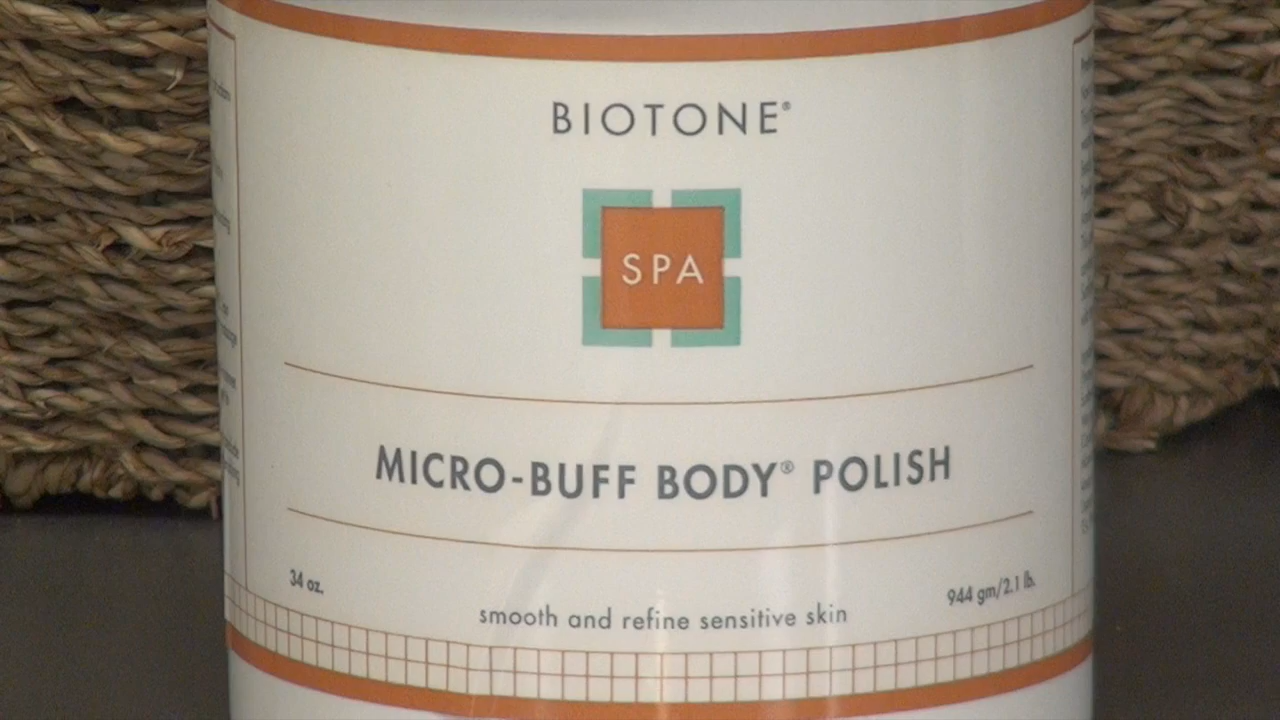 BIOTONE®
SPA
MICRO-BUFF BODY® POLISH
34 oz.
944 gm/2.1 lb.
smooth and refine sensitive skin